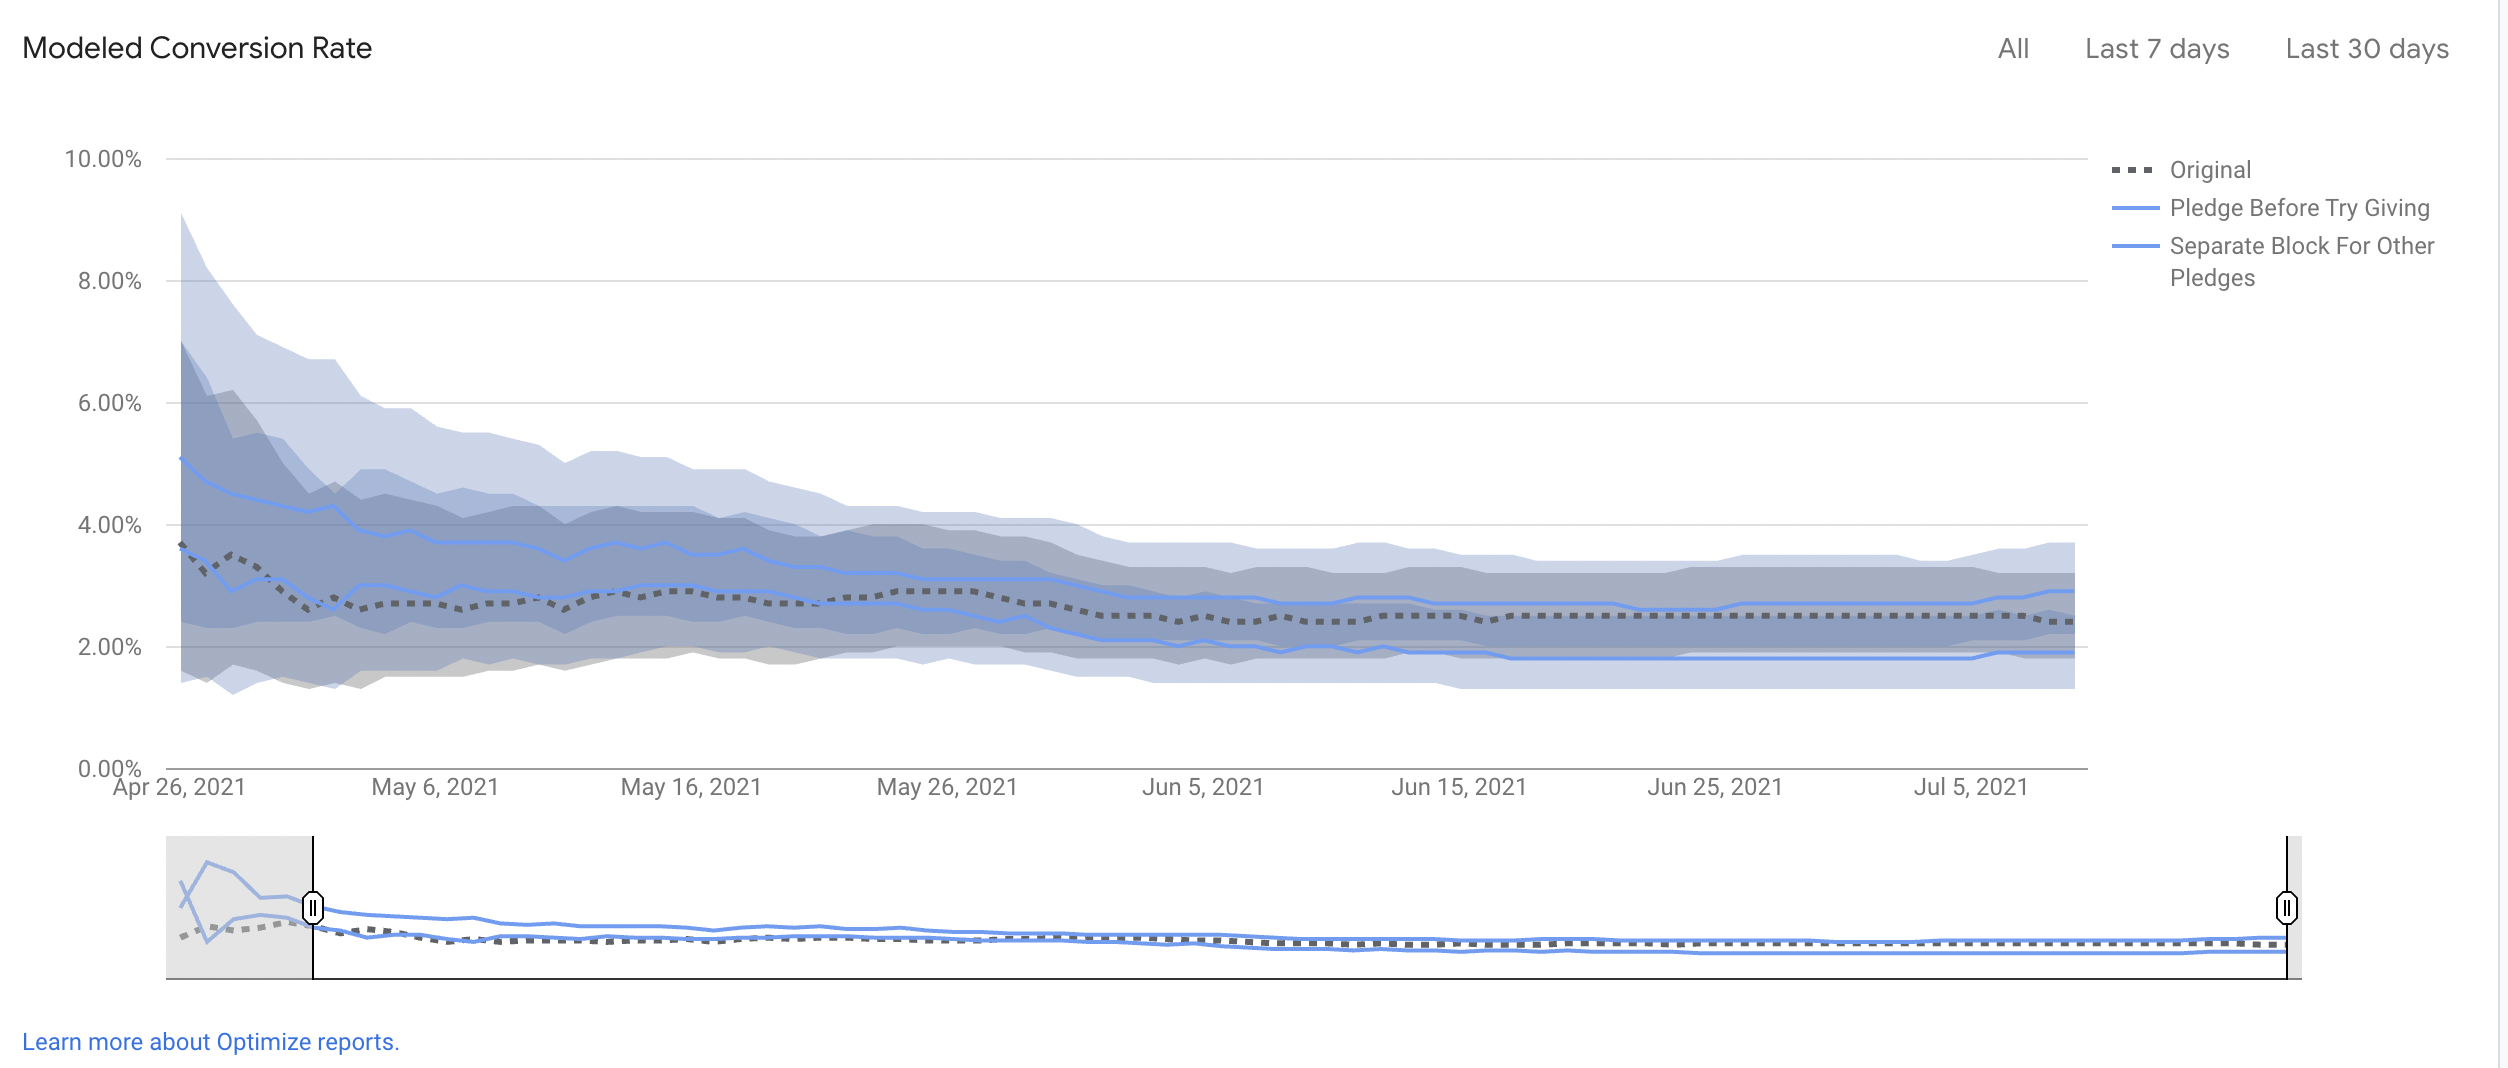 Modeled Conversion Rate
All
Last 7 days
Last 30 days
10.00%
8.00%
6.00%
4.00%
2.00%
0.00%
Original
Pledge Before Try Giving
Separate Block For Other
Pledges
Apr 26, 2021
May 6, 2021
May 16, 2021
May 26, 2021
Jun 5, 2021
Jun 15, 2021
Jun 25, 2021
Jul 5, 2021
Learn more about Optimize reports.